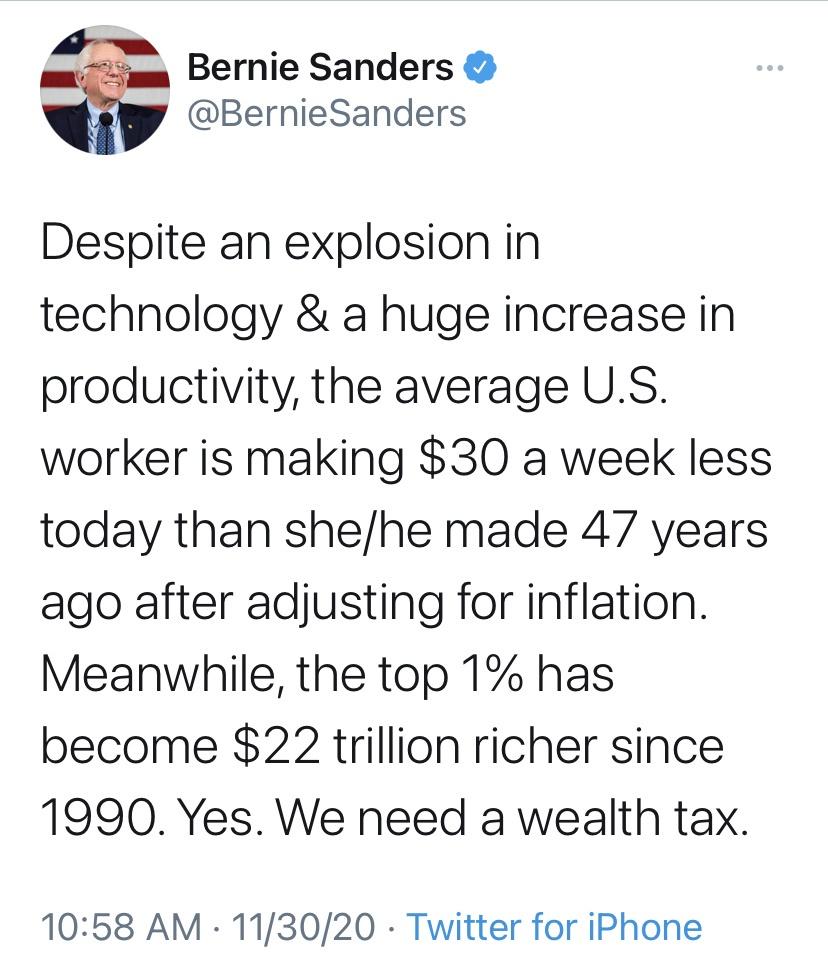 Bernie Sanders
@BernieSanders
Despite an explosion in
technology & a huge increase in
productivity, the average U.S.
worker is making $30 a week less
today than she/he made 47 years
ago after adjusting for inflation.
Meanwhile, the top 1% has
become $22 trillion richer since
1990. Yes. We need a wealth tax.
10:58 AM · 11/30/20 · Twitter for iPhone